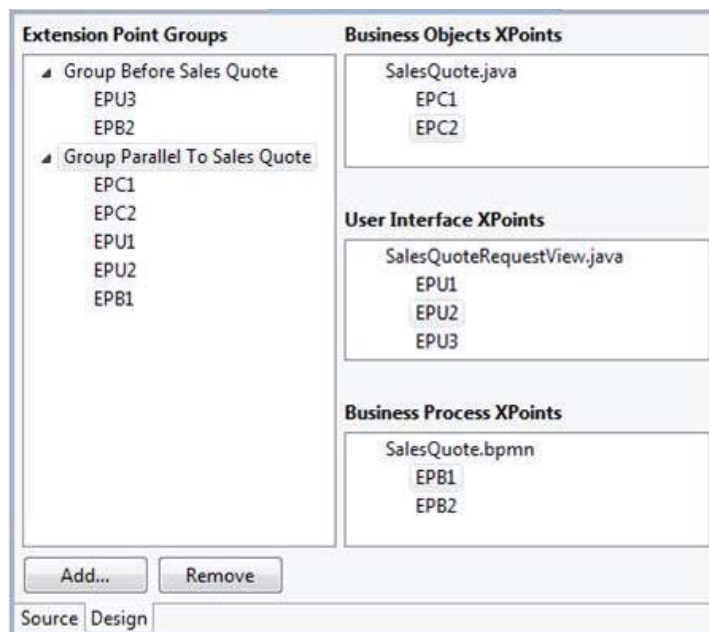 Extension Point Groups
Group Before Sales Quote
EPU3
EPB2
Group Parallel To Sales Quote
EPC1
EPC2
EPU1
EPU2
EPB1
Business Objects XPoints
SalesQuote.java
EPC1
EPC2
User Interface XPoints
SalesQuoteRequestView.java
EPU1
EPU2
EPU3
Business Process XPoints
SalesQuote.bpmn
EPB1
EPB2
Add...
Remove
Source
Design